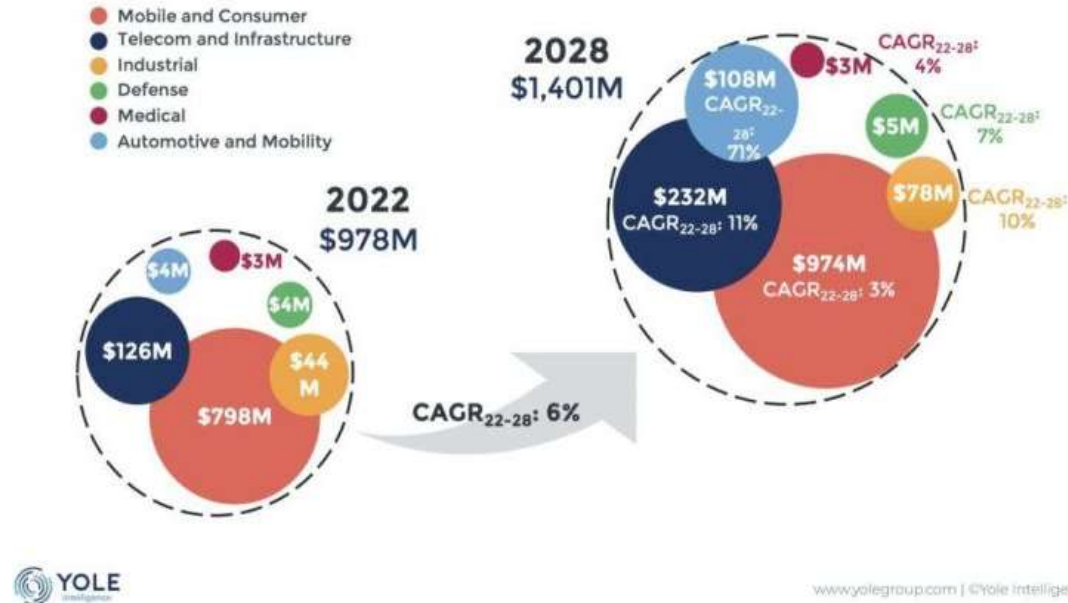 Mobile and Consumer
Telecom and Infrastructure
Industrial
Defense
Medical
Automotive and Mobility
2022
$978M
$4M
$3M
$4M
$126M
$44
M
$798M
CAGR22-28: 6%
2028
$1,401M
$108M
CAGR22-
28:
71%
$3M
CAGR22-28:
4%
$5M
CAGR22-28:
7%
$232M
CAGR22-28: 11%
$78M
CAGR22-28:
10%
$974M
CAGR22-28: 3%
YOLE
Intelligence
www.yolegroup.com | ©Yole Intellige